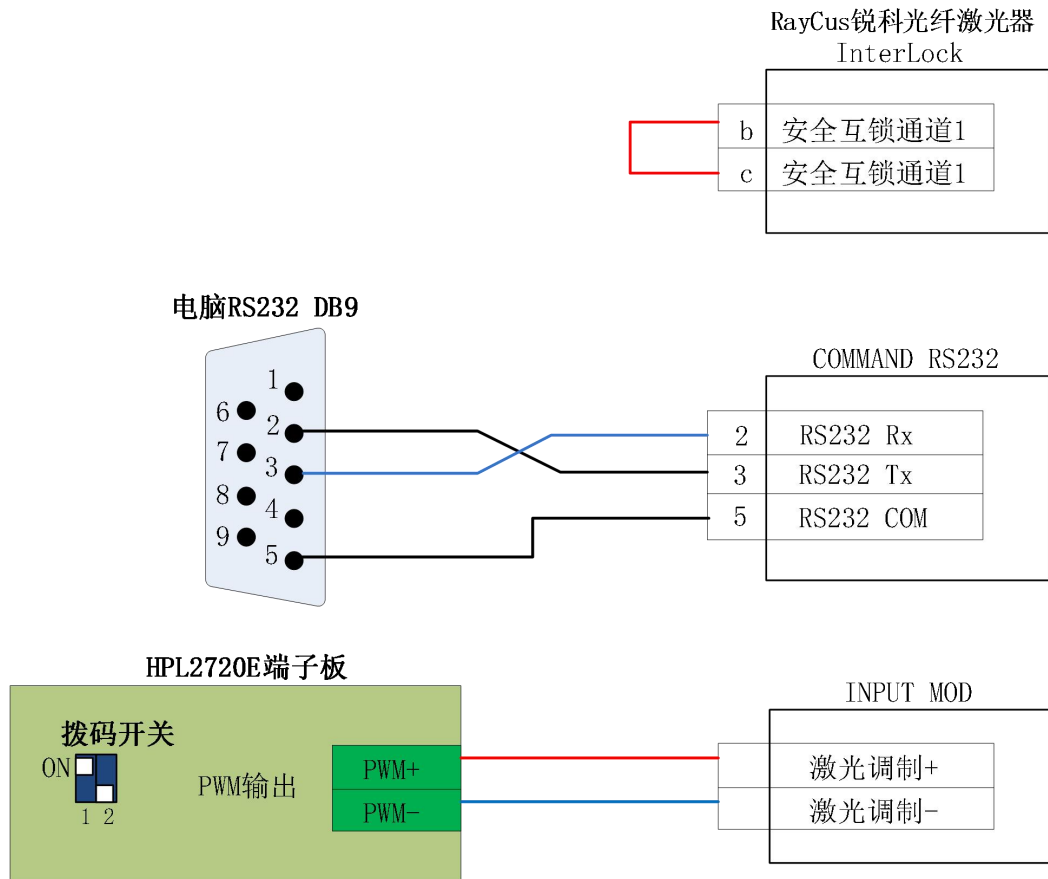 RayCus锐科光纤激光器
InterLock
b 安全互锁通道1
c 安全互锁通道1
电脑RS232 DB9
1
6
2
7
3
8
4
9
5
COMMAND RS232
2 RS232 Rx
3 RS232 Tx
5 RS232 COM
HPL2720E端子板
拨码开关
ON
1 2
PWM输出
PWM+
PWM-
INPUT MOD
激光调制+
激光调制-